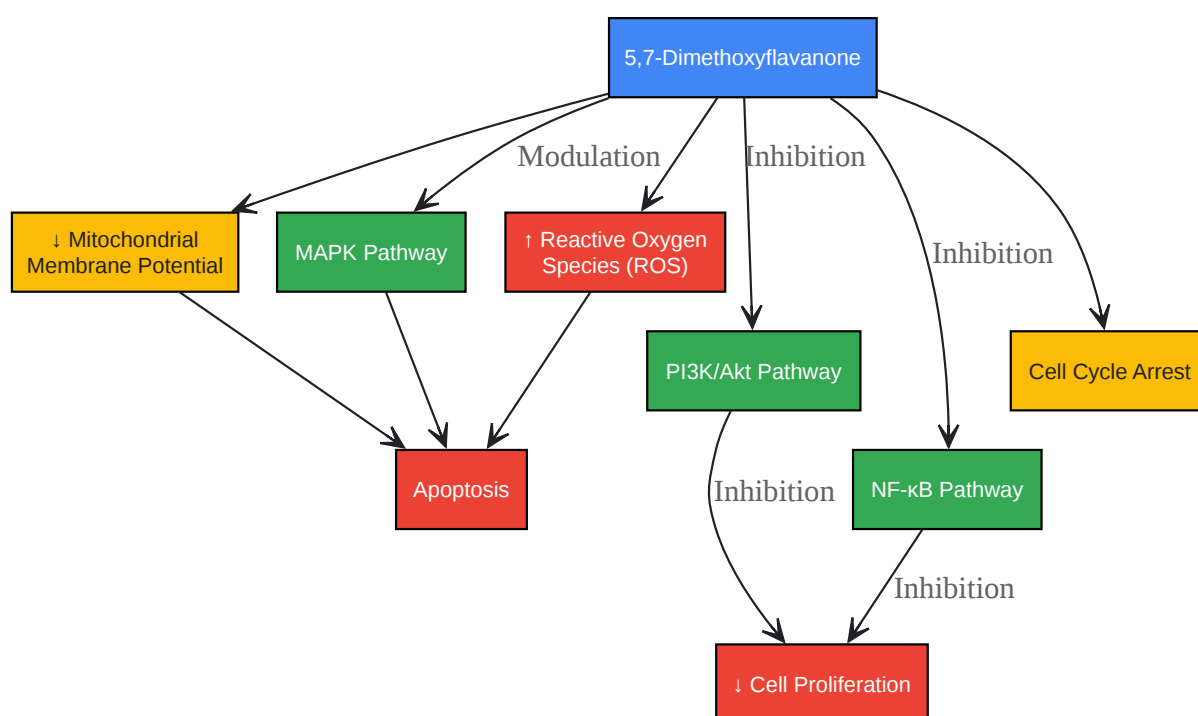 5,7-Dimethoxyflavanone
Modulation
Inhibition
↓ Mitochondrial
Membrane Potential
MAPK Pathway
↑ Reactive Oxygen
Species (ROS)
Inhibition
PI3K/Akt Pathway
Cell Cycle Arrest
Apoptosis
Inhibition
NF-κB Pathway
Inhibition
↓ Cell Proliferation